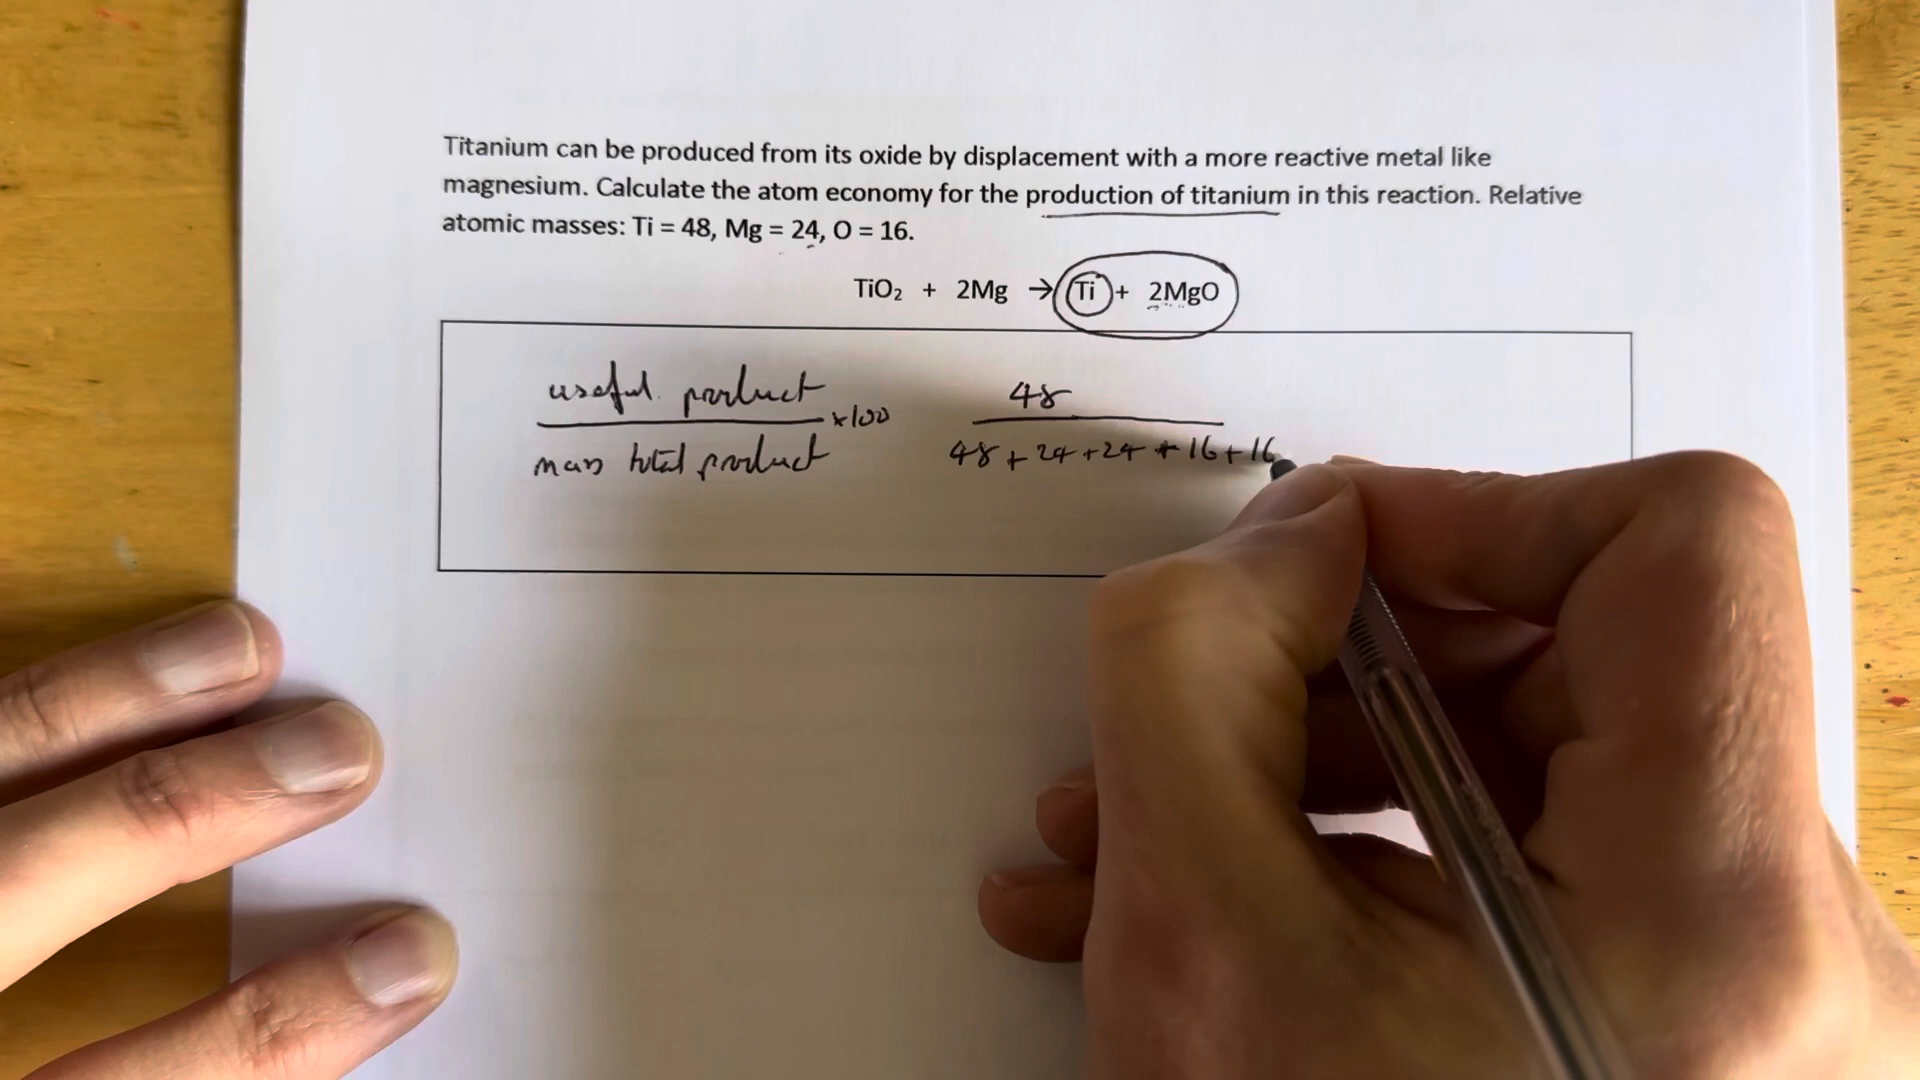 Titanium can be produced from its oxide by displacement with a more reactive metal like
magnesium. Calculate the atom economy for the production of titanium in this reaction. Relative
atomic masses: Ti = 48, Mg = 24, O = 16.
TiO₂ + 2Mg → Ti + 2MgO
useful product
mass total product
×100
48
48 + 24 + 24 + 16 + 16